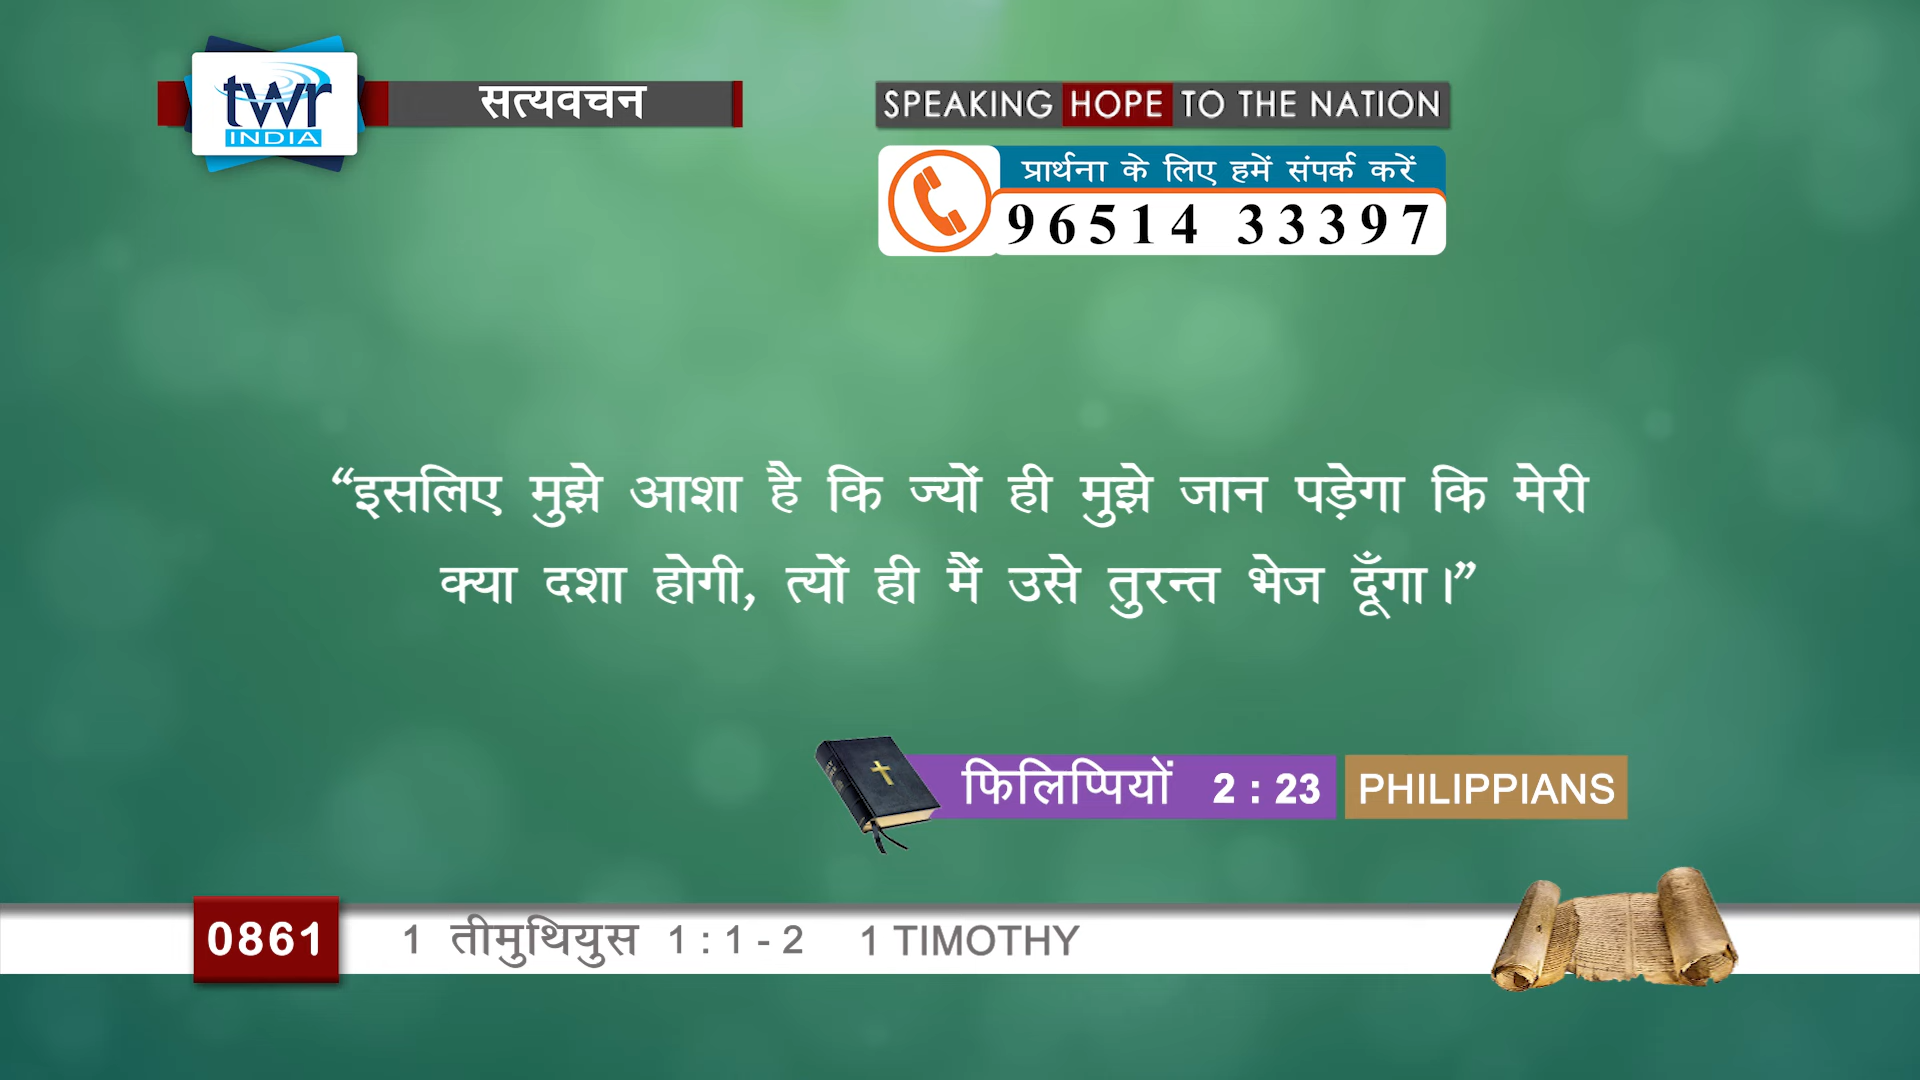 twr
INDIA
सत्यवचन
SPEAKING HOPE TO THE NATION
प्रार्थना के लिए हमें संपर्क करें
96514 33397
“इसलिए मुझे आशा है कि ज्यों ही मुझे जान पड़ेगा कि मेरी
क्या दशा होगी, त्यों ही मैं उसे तुरन्त भेज दूँगा।”
फिलिप्पियों 2 : 23 PHILIPPIANS
0861 1 तीमुथियुस 1 : 1 - 2 1 TIMOTHY